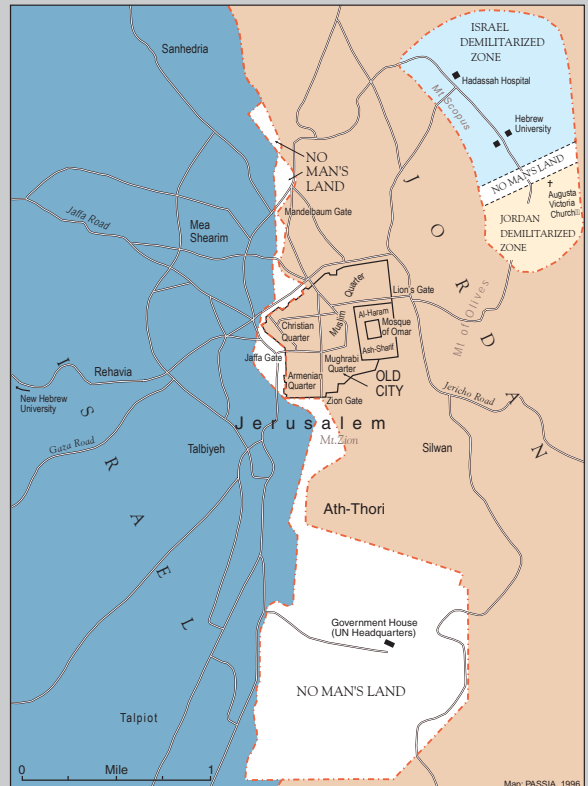 ISRAEL
DEMILITARIZED
ZONE
Sanhedria
Hadassah Hospital
Mt Scopus
Hebrew
University
NO
MAN'S
LAND
NO MAN'S LAND
Augusta
Victoria
Church
JORDAN
DEMILITARIZED
ZONE
Jaffa Road
Mandelbaum Gate
Mea
Shearim
JORDAN
Mt of Olives
Lion's Gate
Muslim Quarter
Al-Haram
Mosque
of Omar
Ash-Sharif
Christian
Quarter
Jaffa Gate
Mughrabi
Quarter
Armenian
Quarter
OLD
CITY
Zion Gate
Rehavia
New Hebrew
University
Jericho Road
Jerusalem
Mt.Zion
Gaza Road
Talbiyeh
Silwan
ISRAEL
Ath-Thori
Government House
(UN Headquarters)
NO MAN'S LAND
Talpiot
0 Mile 1
Map: PASSIA, 1996